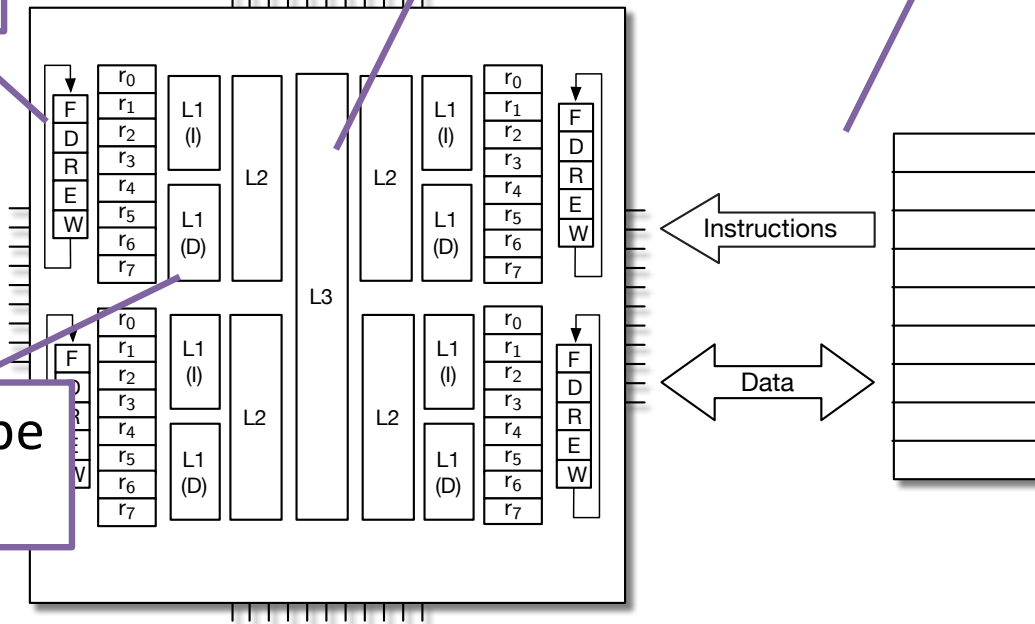 F
D
R
E
W
r0
r1
r2
r3
r4
r5
r6
r7
L1
(I)
L1
(D)
L2
L3
L2
L1
(I)
L1
(D)
r0
r1
r2
r3
r4
r5
r6
r7
F
D
R
E
W
F
D
R
E
W
r0
r1
r2
r3
r4
r5
r6
r7
L1
(I)
L1
(D)
L2
L2
L1
(I)
L1
(D)
r0
r1
r2
r3
r4
r5
r6
r7
F
D
R
E
W
Instructions
Data